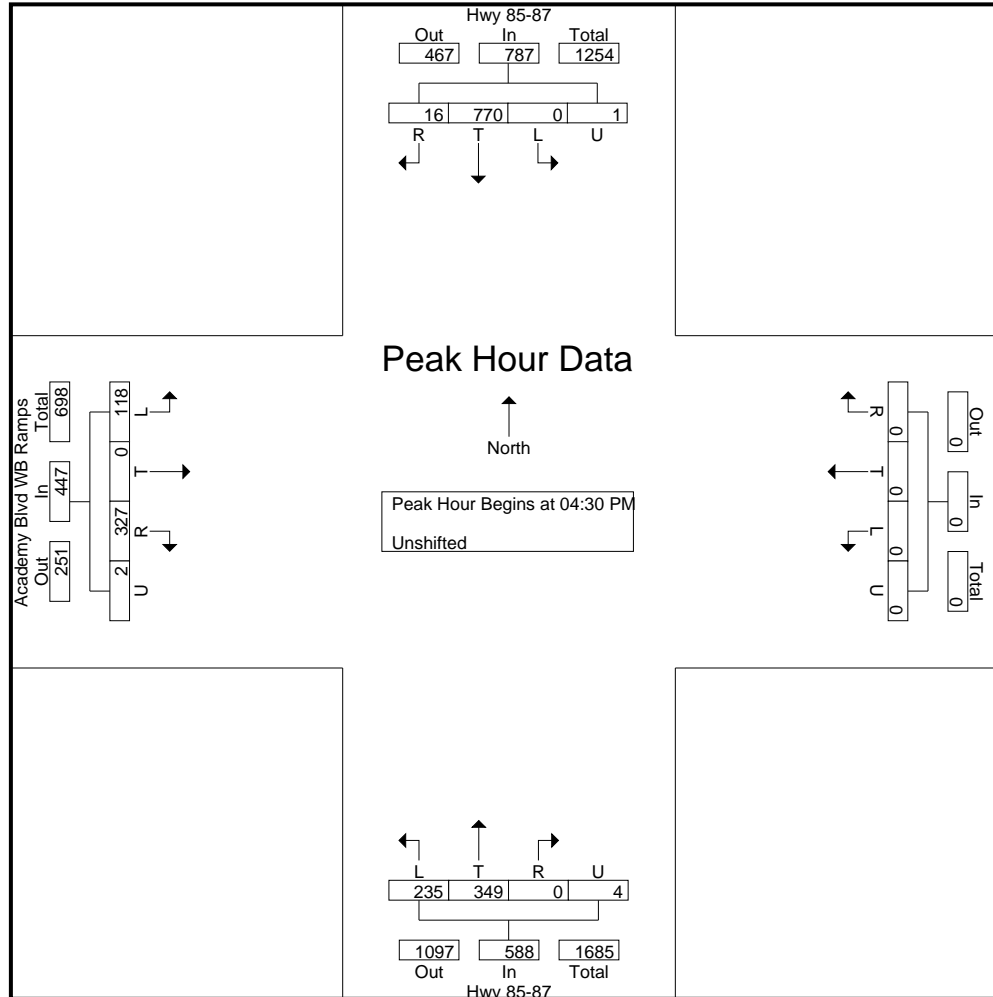 Hwy 85-87
Out In Total
467 787 1254
16 770 0 1
R T L U
Peak Hour Data
North
Peak Hour Begins at 04:30 PM
Unshifted
Academy Blvd WB Ramps
Total In Out
698 447 251
118 0 327 2
L T R U
R T L U
0 0 0 0
Out In Total
0 0 0
L T R U
235 349 0 4
1097 588 1685
Out In Total
Hwy 85-87